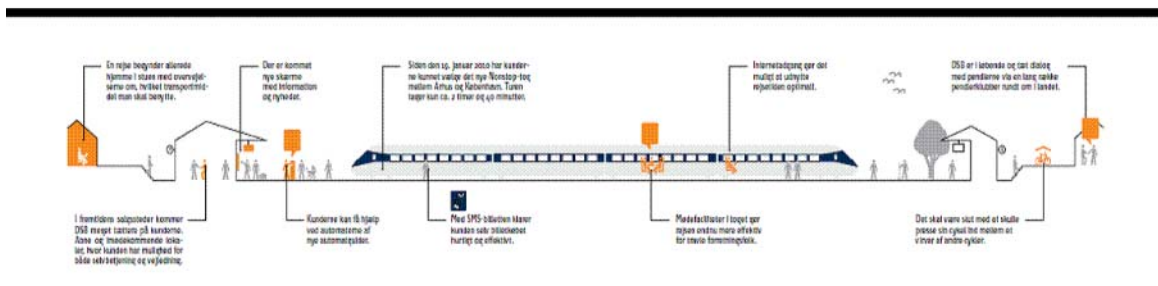 En rejse begynder allerede
hjemme i stuen med overvejel-
serne om, hvilket transportmid-
del man skal benytte.
Der er kommet
nye skærme
med information
og nyheder.
Siden den 19. januar 2010 har kunder-
ne kunnet vælge det nye Nonstop-tog
mellem Århus og København. Turen
tager kun ca. 2 timer og 40 minutter.
Internetadgang gør det
muligt at udnytte
rejsetiden optimalt.
DSB er i løbende og tæt dialog
med pendlerne via en lang række
pendlerklubber rundt om i landet.
I fremtidens salgssteder kommer
DSB meget tættere på kunderne.
Åbne og imødekommende loka-
ler, hvor kunden har mulighed for
både selvbetjening og vejledning.
Kunderne kan få hjælp
ved automaterne af
nye automatguider.
Med SMS-billetten klarer
kunden selv billetkøbet
hurtigt og effektivt.
Mødefaciliteter i toget gør
rejsen endnu mere effektiv
for travle forretningsfolk.
Det skal være slut med at skulle
presse sin cykel ind mellem et
virvar af andre cykler.